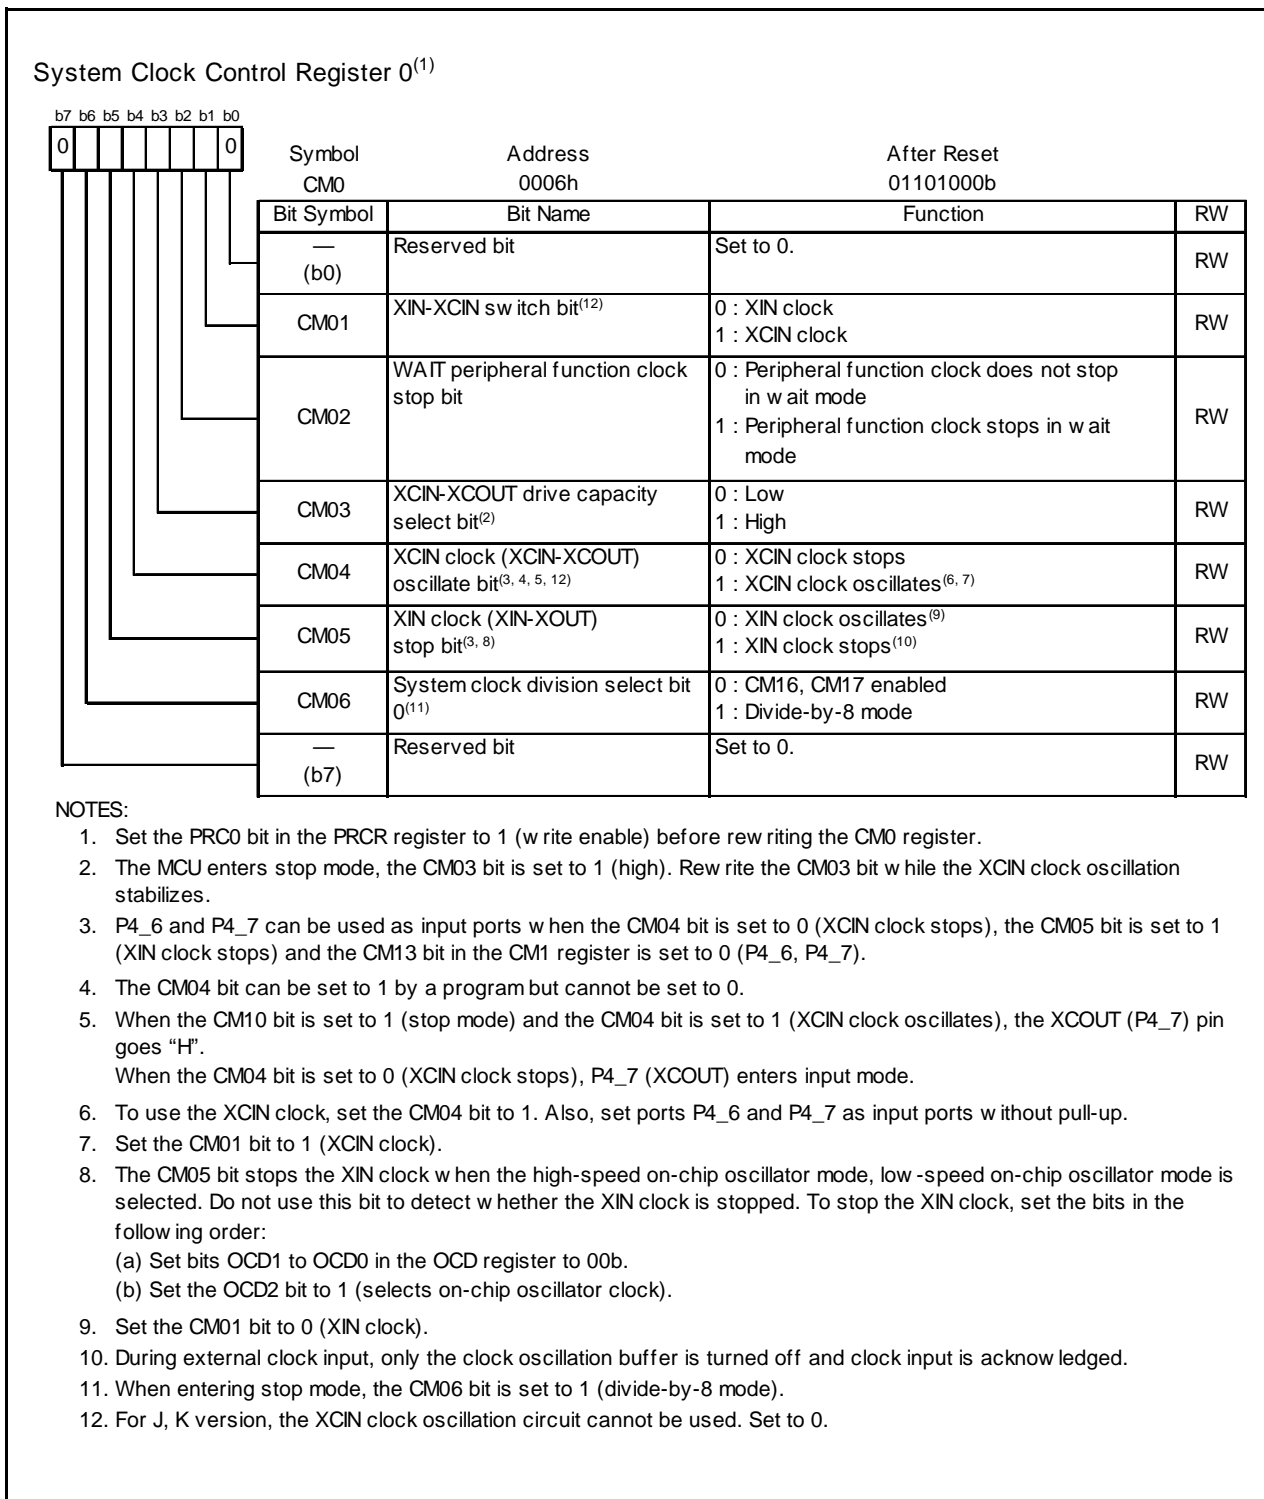 System Clock Control Register 0(1)
b7 b6 b5 b4 b3 b2 b1 b0
0 0
Symbol Address After Reset
CM0 0006h 01101000b
Bit Symbol Bit Name Function RW
— (b0) Reserved bit Set to 0. RW
CM01 XIN-XCIN switch bit(12) 0 : XIN clock
1 : XCIN clock RW
CM02 WAIT peripheral function clock
stop bit
0 : Peripheral function clock does not stop
in wait mode
1 : Peripheral function clock stops in wait
mode
RW
CM03 XCIN-XCOUT drive capacity
select bit(2)
0 : Low
1 : High
RW
CM04 XCIN clock (XCIN-XCOUT)
oscillate bit(3, 4, 5, 12)
0 : XCIN clock stops
1 : XCIN clock oscillates(6, 7)
RW
CM05 XIN clock (XIN-XOUT)
stop bit(3, 8)
0 : XIN clock oscillates(9)
1 : XIN clock stops(10)
RW
CM06 System clock division select bit
0(11)
0 : CM16, CM17 enabled
1 : Divide-by-8 mode
RW
— (b7) Reserved bit Set to 0. RW
NOTES:
1. Set the PRC0 bit in the PRCR register to 1 (write enable) before rewriting the CM0 register.
2. The MCU enters stop mode, the CM03 bit is set to 1 (high). Rewrite the CM03 bit while the XCIN clock oscillation
stabilizes.
3. P4_6 and P4_7 can be used as input ports when the CM04 bit is set to 0 (XCIN clock stops), the CM05 bit is set to 1
(XIN clock stops) and the CM13 bit in the CM1 register is set to 0 (P4_6, P4_7).
4. The CM04 bit can be set to 1 by a program but cannot be set to 0.
5. When the CM10 bit is set to 1 (stop mode) and the CM04 bit is set to 1 (XCIN clock oscillates), the XCOUT (P4_7) pin
goes “H”.
When the CM04 bit is set to 0 (XCIN clock stops), P4_7 (XCOUT) enters input mode.
6. To use the XCIN clock, set the CM04 bit to 1. Also, set ports P4_6 and P4_7 as input ports without pull-up.
7. Set the CM01 bit to 1 (XCIN clock).
8. The CM05 bit stops the XIN clock when the high-speed on-chip oscillator mode, low-speed on-chip oscillator mode is
selected. Do not use this bit to detect whether the XIN clock is stopped. To stop the XIN clock, set the bits in the
following order:
(a) Set bits OCD1 to OCD0 in the OCD register to 00b.
(b) Set the OCD2 bit to 1 (selects on-chip oscillator clock).
9. Set the CM01 bit to 0 (XIN clock).
10. During external clock input, only the clock oscillation buffer is turned off and clock input is acknowledged.
11. When entering stop mode, the CM06 bit is set to 1 (divide-by-8 mode).
12. For J, K version, the XCIN clock oscillation circuit cannot be used. Set to 0.